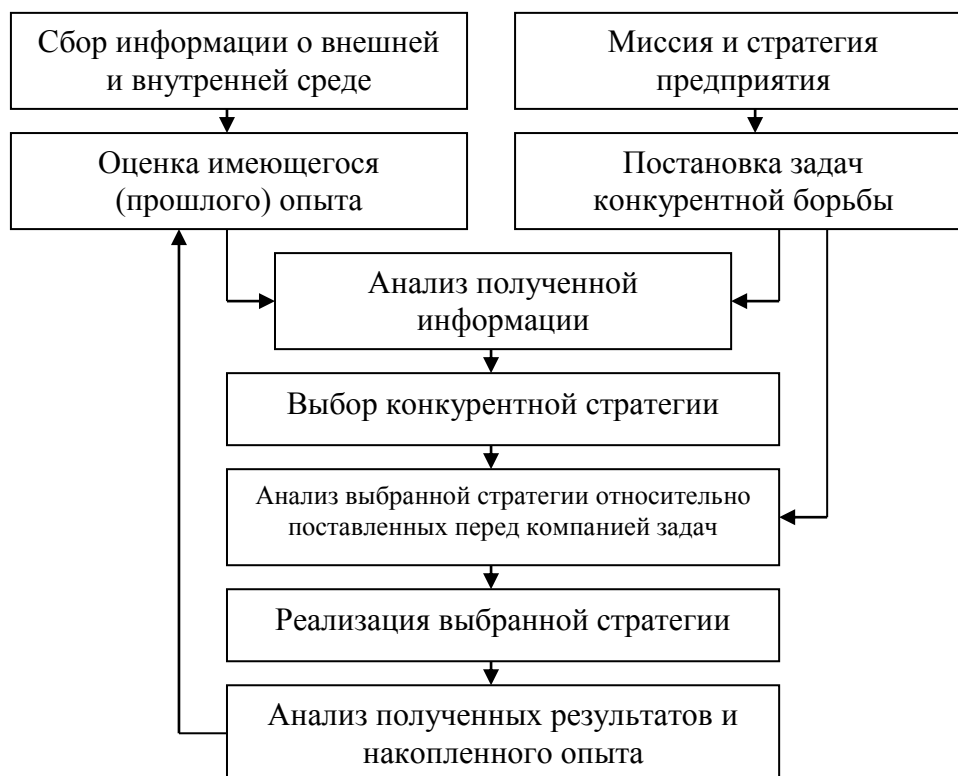 Сбор информации о внешней
и внутренней среде
Миссия и стратегия
предприятия
Оценка имеющегося
(прошлого) опыта
Постановка задач
конкурентной борьбы
Анализ полученной
информации
Выбор конкурентной стратегии
Анализ выбранной стратегии относительно
поставленных перед компанией задач
Реализация выбранной стратегии
Анализ полученных результатов и
накопленного опыта